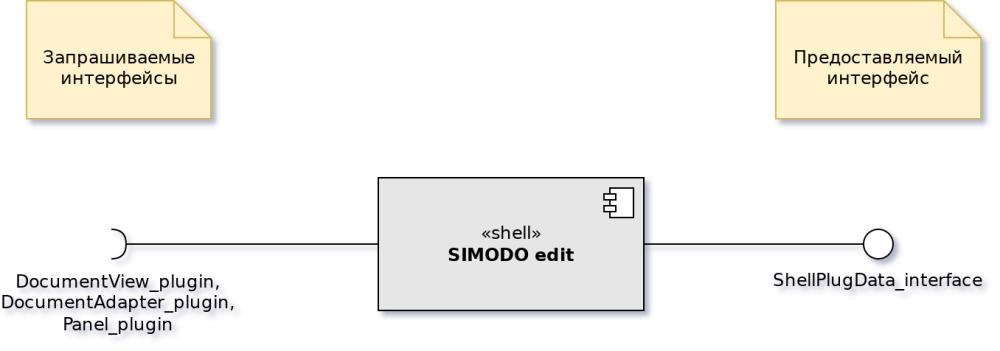 Запрашиваемые
интерфейсы
Предоставляемый
интерфейс
«shell»
SIMODO edit
DocumentView_plugin,
DocumentAdapter_plugin,
Panel_plugin
ShellPlugData_interface